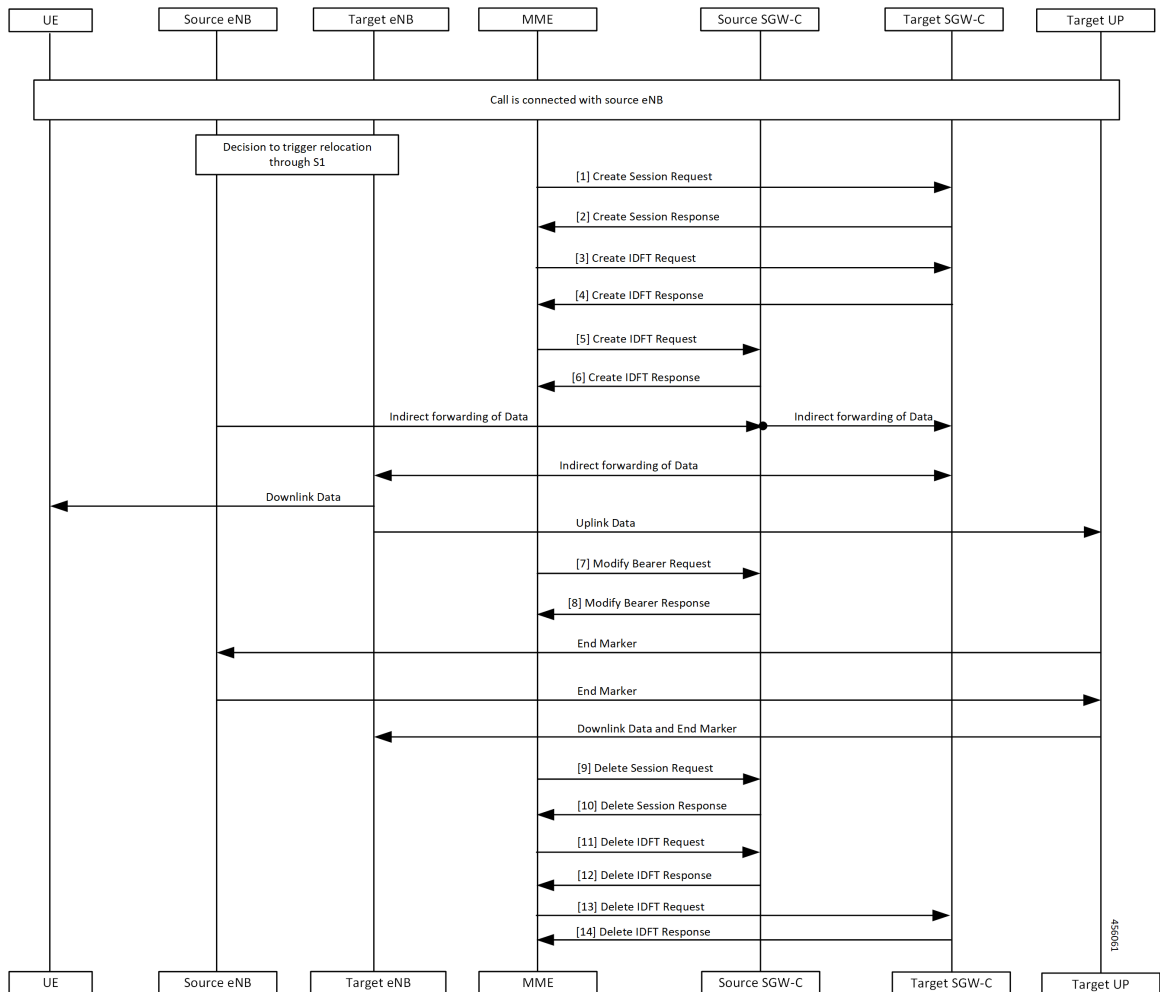 UE Source eNB Target eNB MME Source SGW-C Target SGW-C Target UP
Call is connected with source eNB
Decision to trigger relocation
through S1
[1] Create Session Request
[2] Create Session Response
[3] Create IDFT Request
[4] Create IDFT Response
[5] Create IDFT Request
[6] Create IDFT Response
Indirect forwarding of Data Indirect forwarding of Data
Indirect forwarding of Data
Downlink Data
Uplink Data
[7] Modify Bearer Request
[8] Modify Bearer Response
End Marker
End Marker
Downlink Data and End Marker
[9] Delete Session Request
[10] Delete Session Response
[11] Delete IDFT Request
[12] Delete IDFT Response
[13] Delete IDFT Request
[14] Delete IDFT Response
456061
UE Source eNB Target eNB MME Source SGW-C Target SGW-C Target UP